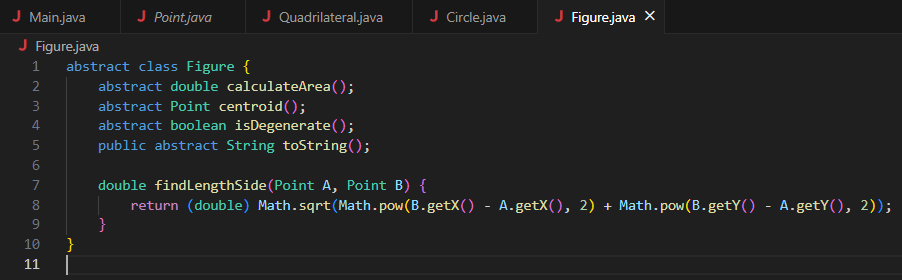 J Main.java J Point.java J Quadrilateral.java J Circle.java J Figure.java ×
J Figure.java
1 abstract class Figure {
2     abstract double calculateArea();
3     abstract Point centroid();
4     abstract boolean isDegenerate();
5     public abstract String toString();
6
7     double findLengthSide(Point A, Point B) {
8         return (double) Math.sqrt(Math.pow(B.getX() - A.getX(), 2) + Math.pow(B.getY() - A.getY(), 2));
9     }
10 }
11